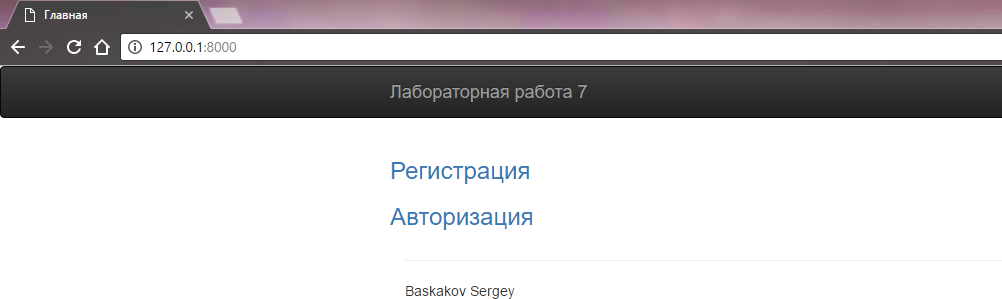 Главная
127.0.0.1:8000
Лабораторная работа 7
Регистрация
Авторизация
Baskakov Sergey